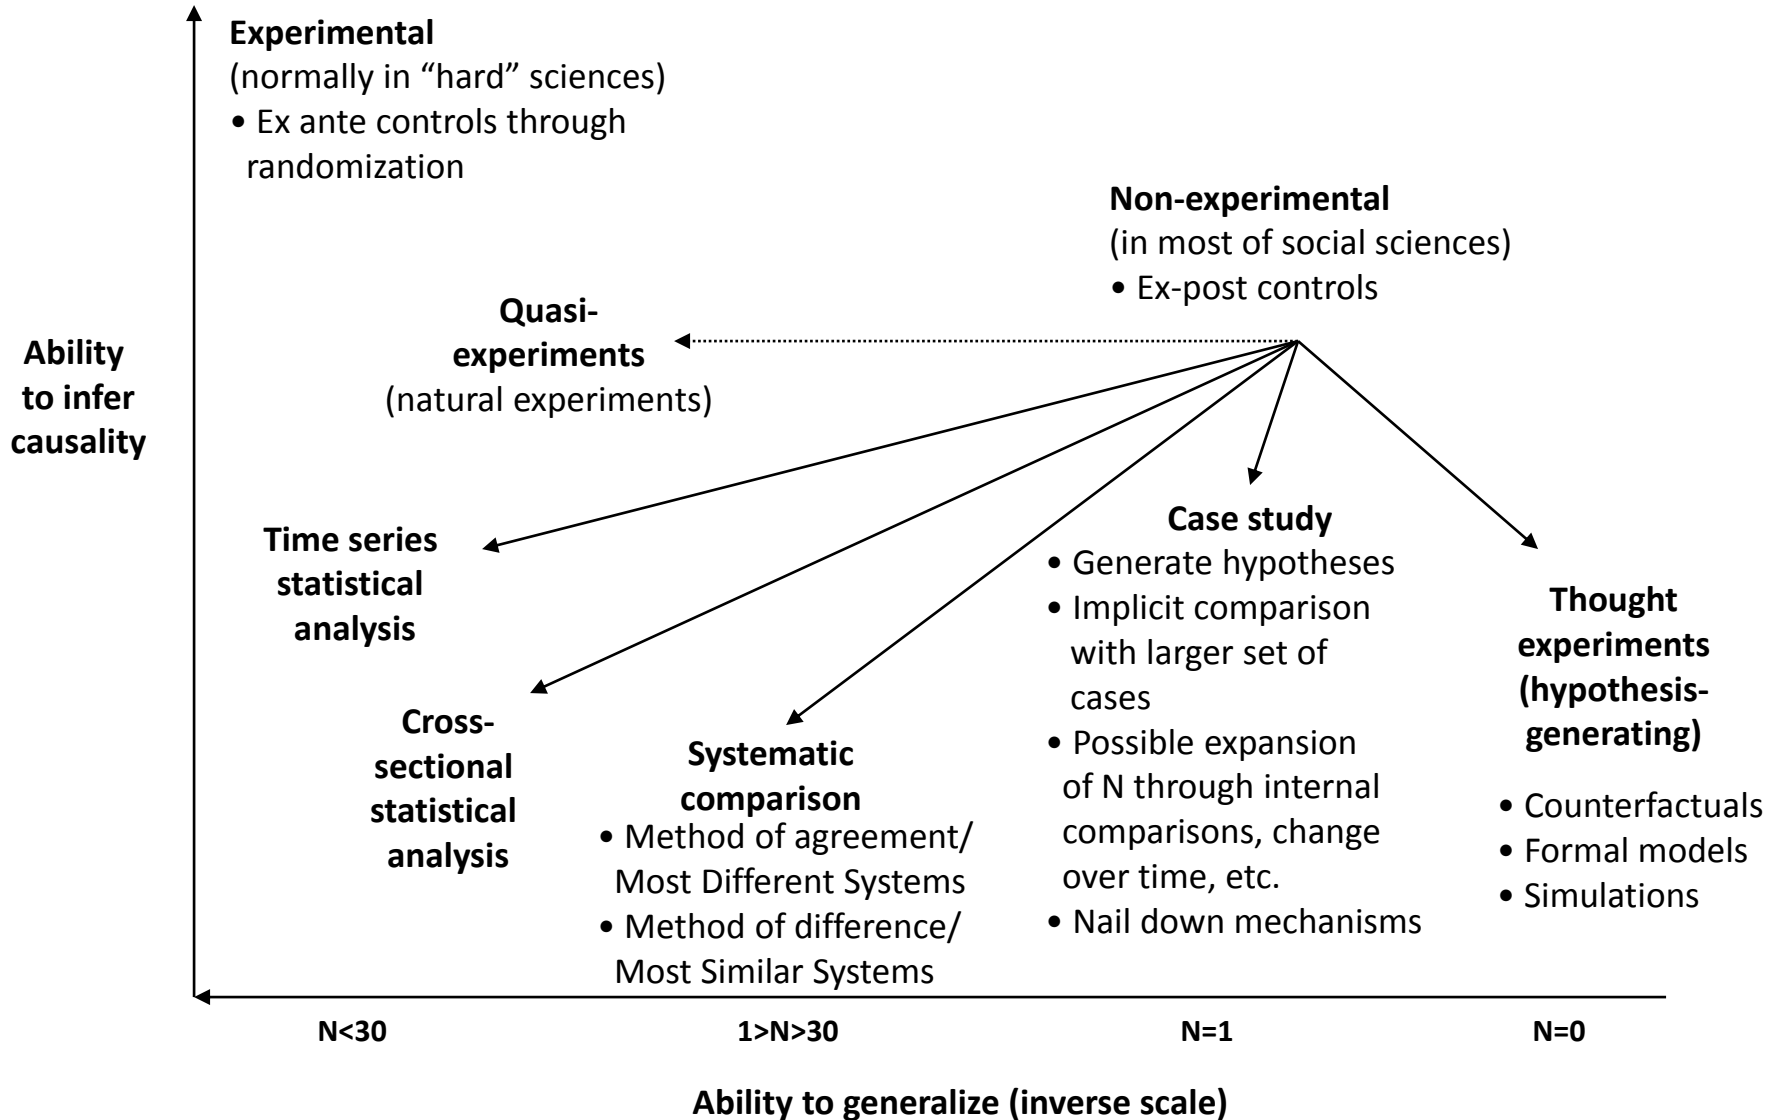 Experimental
(normally in “hard” sciences)
• Ex ante controls through
randomization
Non-experimental
(in most of social sciences)
• Ex-post controls
Quasi-
experiments
(natural experiments)
Ability
to infer
causality
Time series
statistical
analysis
Cross-
sectional
statistical
analysis
Systematic
comparison
• Method of agreement/
Most Different Systems
• Method of difference/
Most Similar Systems
Case study
• Generate hypotheses
• Implicit comparison
with larger set of
cases
• Possible expansion
of N through internal
comparisons, change
over time, etc.
• Nail down mechanisms
Thought
experiments
(hypothesis-
generating)
• Counterfactuals
• Formal models
• Simulations
N<30
1>N>30
N=1
N=0
Ability to generalize (inverse scale)